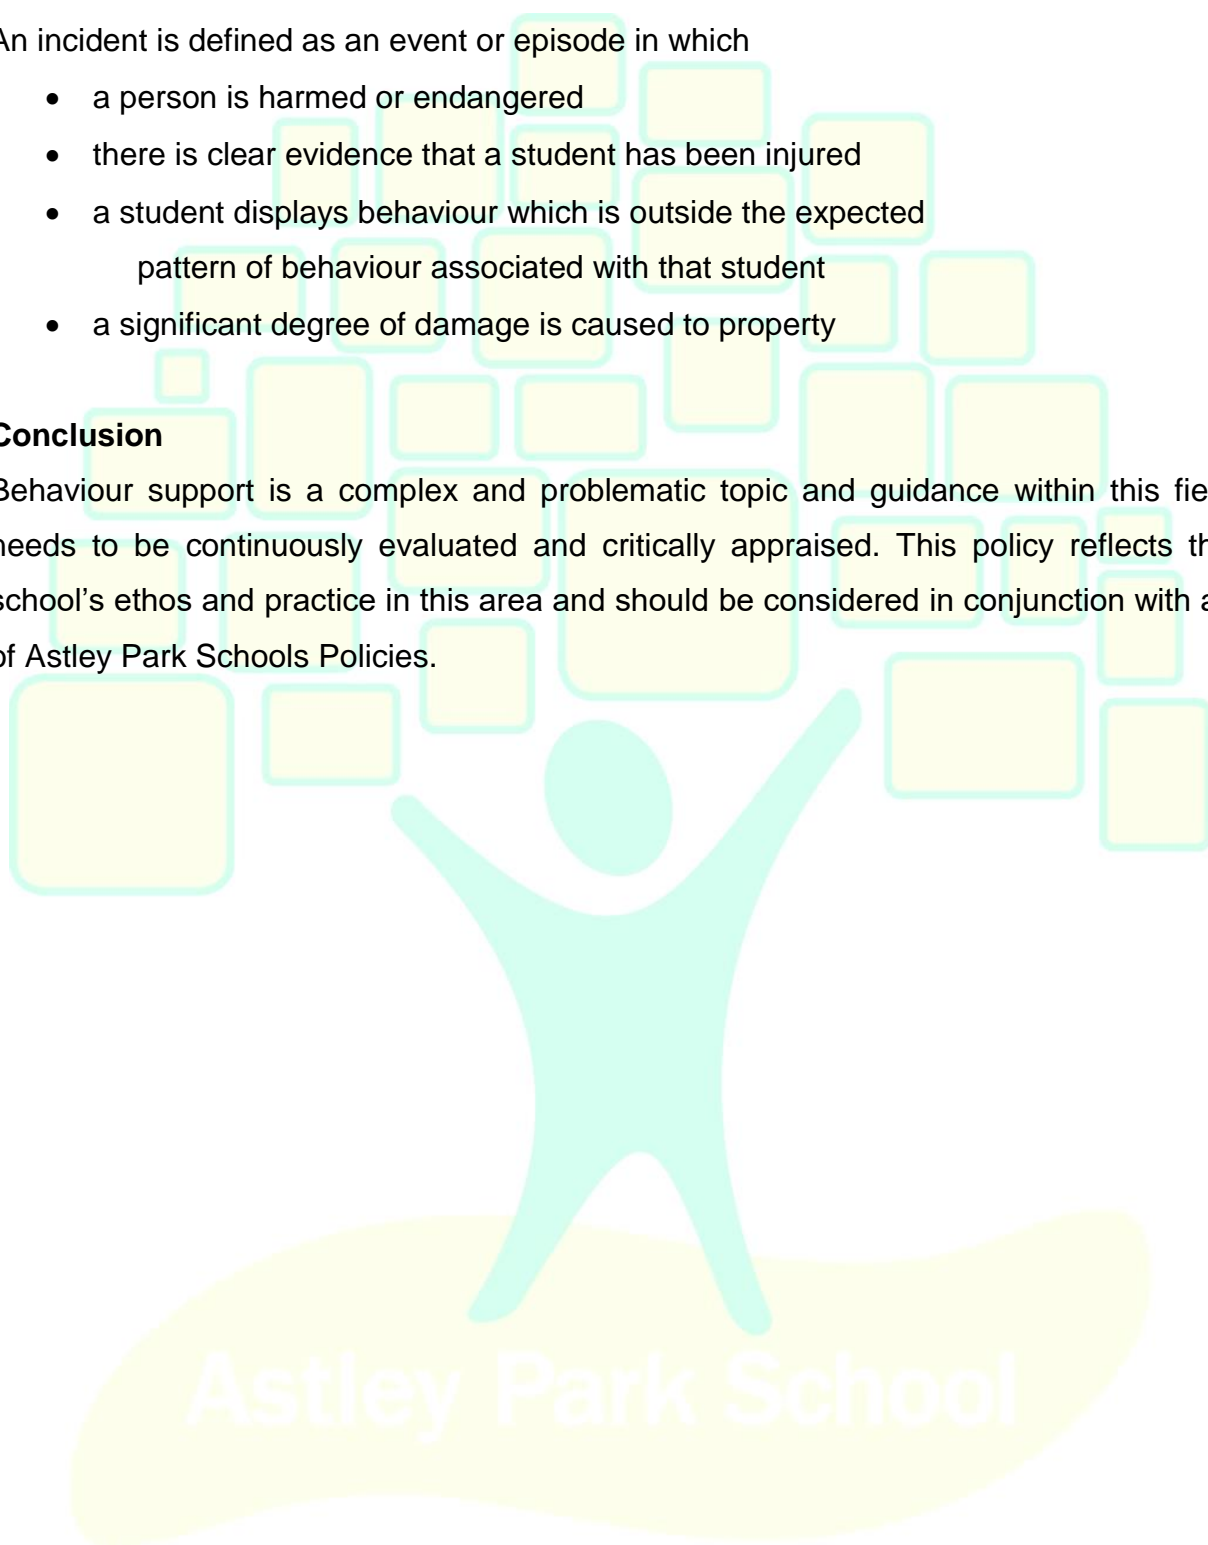 An incident is defined as an event or episode in which
• a person is harmed or endangered
• there is clear evidence that a student has been injured
• a student displays behaviour which is outside the expected
pattern of behaviour associated with that student
• a significant degree of damage is caused to property
Conclusion
Behaviour support is a complex and problematic topic and guidance within this fie
needs to be continuously evaluated and critically appraised. This policy reflects th
school's ethos and practice in this area and should be considered in conjunction with a
of Astley Park Schools Policies.
Astley Park School